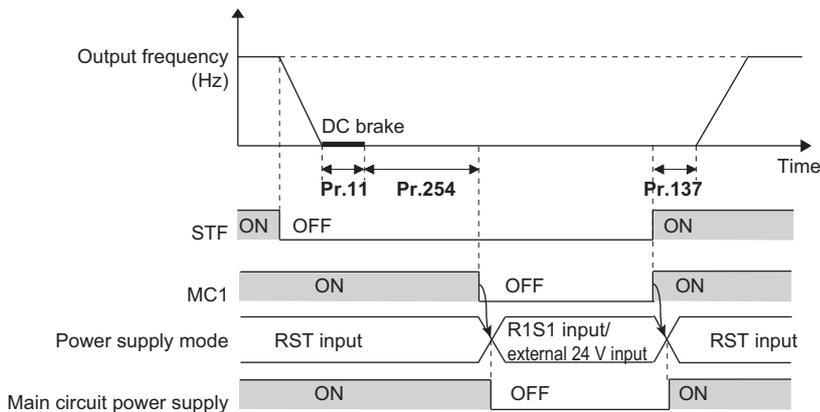 Output frequency
(Hz)
DC brake
Time
Pr.11
Pr.254
Pr.137
STF
ON
OFF
ON
MC1
ON
OFF
ON
Power supply mode
RST input
R1S1 input/
external 24 V input
RST input
Main circuit power supply
ON
OFF
ON